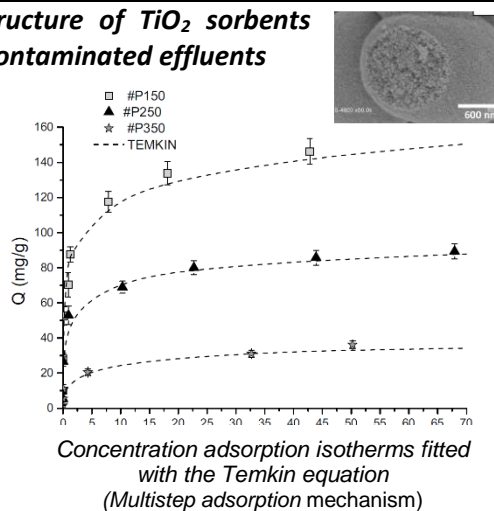 ructure of TiO₂ sorbents
ontaminated effluents
600 nm
#P150
#P250
#P350
TEMKIN
160
140
120
100
80
60
40
20
0
Q (mg/g)
0 5 10 15 20 25 30 35 40 45 50 55 60 65 70
Concentration adsorption isotherms fitted
with the Temkin equation
(Multistep adsorption mechanism)